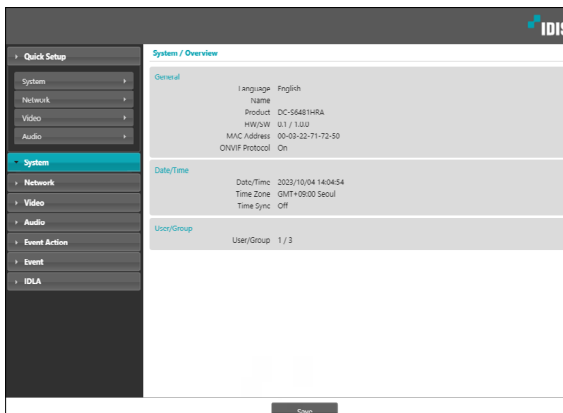 IDIS
Quick Setup
System
Network
Video
Audio
System
Network
Video
Audio
Event Action
Event
IDLA
System / Overview
General
Language English
Name
Product DC-S6481HRA
HW/SW 0.1 / 1.0.0
MAC Address 00-03-22-71-72-50
ONVIF Protocol On
Date/Time
Date/Time 2023/10/04 14:04:54
Time Zone GMT+09:00 Seoul
Time Sync Off
User/Group
User/Group 1 / 3
Save